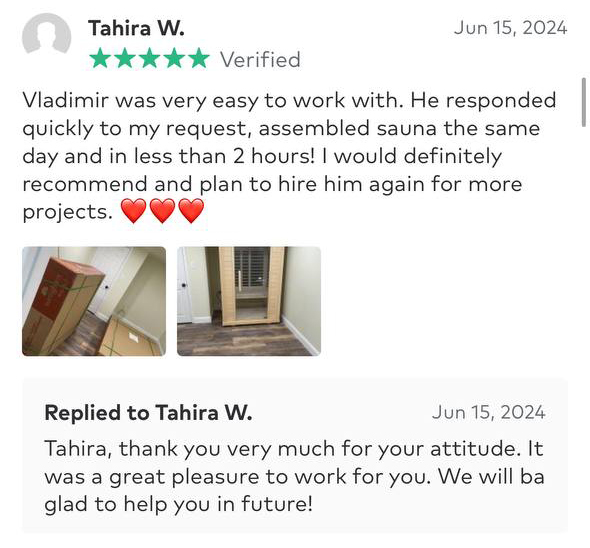 Tahira W.
Jun 15, 2024
Verified
Vladimir was very easy to work with. He responded
quickly to my request, assembled sauna the same
day and in less than 2 hours! I would definitely
recommend and plan to hire him again for more
projects. ❤️❤️❤️
Replied to Tahira W.
Jun 15, 2024
Tahira, thank you very much for your attitude. It
was a great pleasure to work for you. We will ba
glad to help you in future!